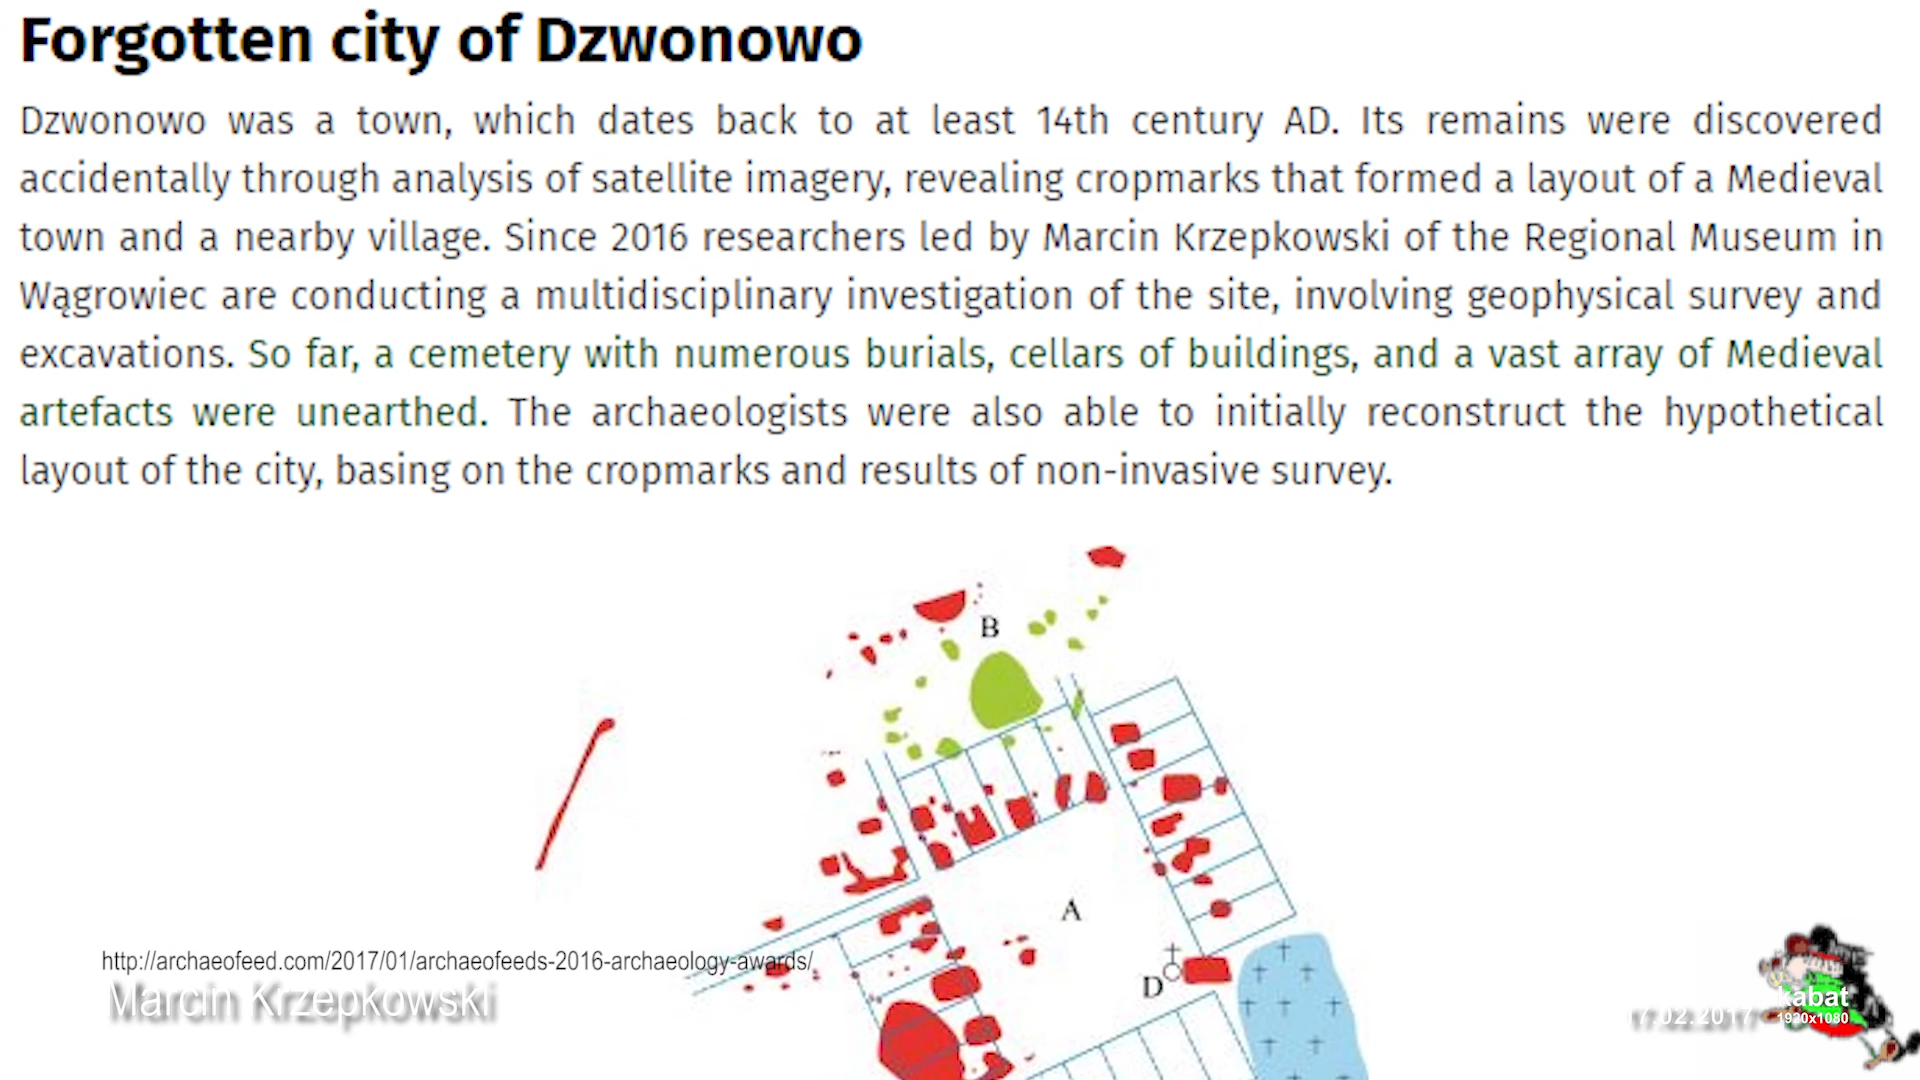 Forgotten city of Dzwonowo
Dzwonowo was a town, which dates back to at least 14th century AD. Its remains were discovered
accidentally through analysis of satellite imagery, revealing cropmarks that formed a layout of a Medieval
town and a nearby village. Since 2016 researchers led by Marcin Krzepkowski of the Regional Museum in
Wągrowiec are conducting a multidisciplinary investigation of the site, involving geophysical survey and
excavations. So far, a cemetery with numerous burials, cellars of buildings, and a vast array of Medieval
artefacts were unearthed. The archaeologists were also able to initially reconstruct the hypothetical
layout of the city, basing on the cropmarks and results of non-invasive survey.
B
A
D
http://archaeofeed.com/2017/01/archaeofeeds-2016-archaeology-awards/
Marcin Krzepkowski
17.02.2017
kabat
1920x1080